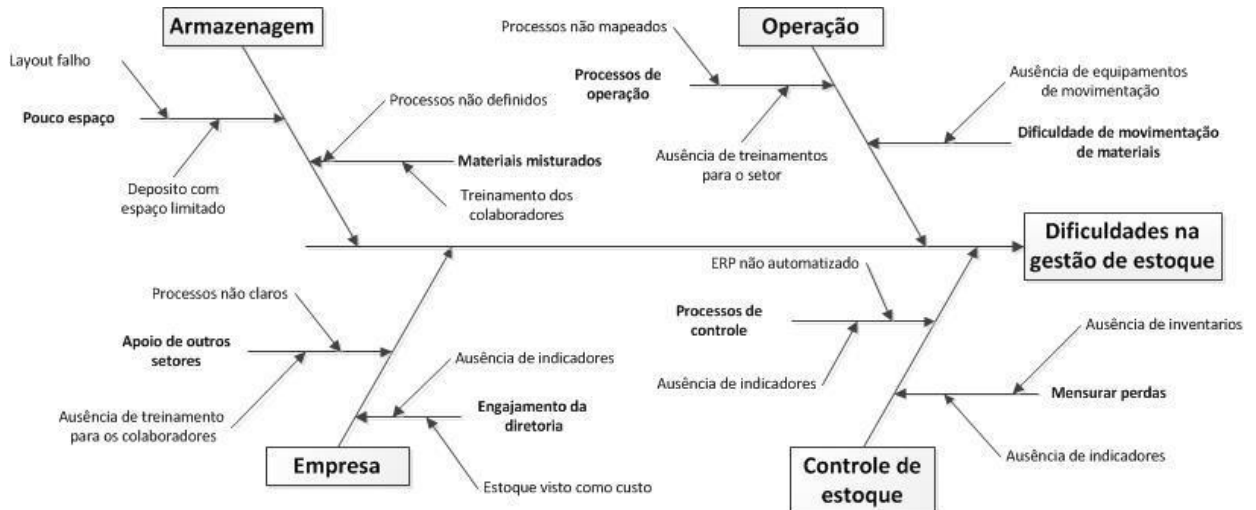 Armazenagem
Layout falho
Pouco espaço
Deposito com
espaço limitado
Processos não definidos
Materiais misturados
Treinamento dos
colaboradores
Operação
Processos não mapeados
Processos de
operação
Ausência de treinamentos
para o setor
Ausência de equipamentos
de movimentação
Dificuldade de movimentação
de materiais
Dificuldades na
gestão de estoque
Processos não claros
Apoio de outros
setores
Ausência de treinamento
para os colaboradores
Ausência de indicadores
Engajamento da
diretoria
Estoque visto como custo
Empresa
ERP não automatizado
Processos de
controle
Ausência de indicadores
Ausência de inventarios
Mensurar perdas
Ausência de indicadores
Controle de
estoque